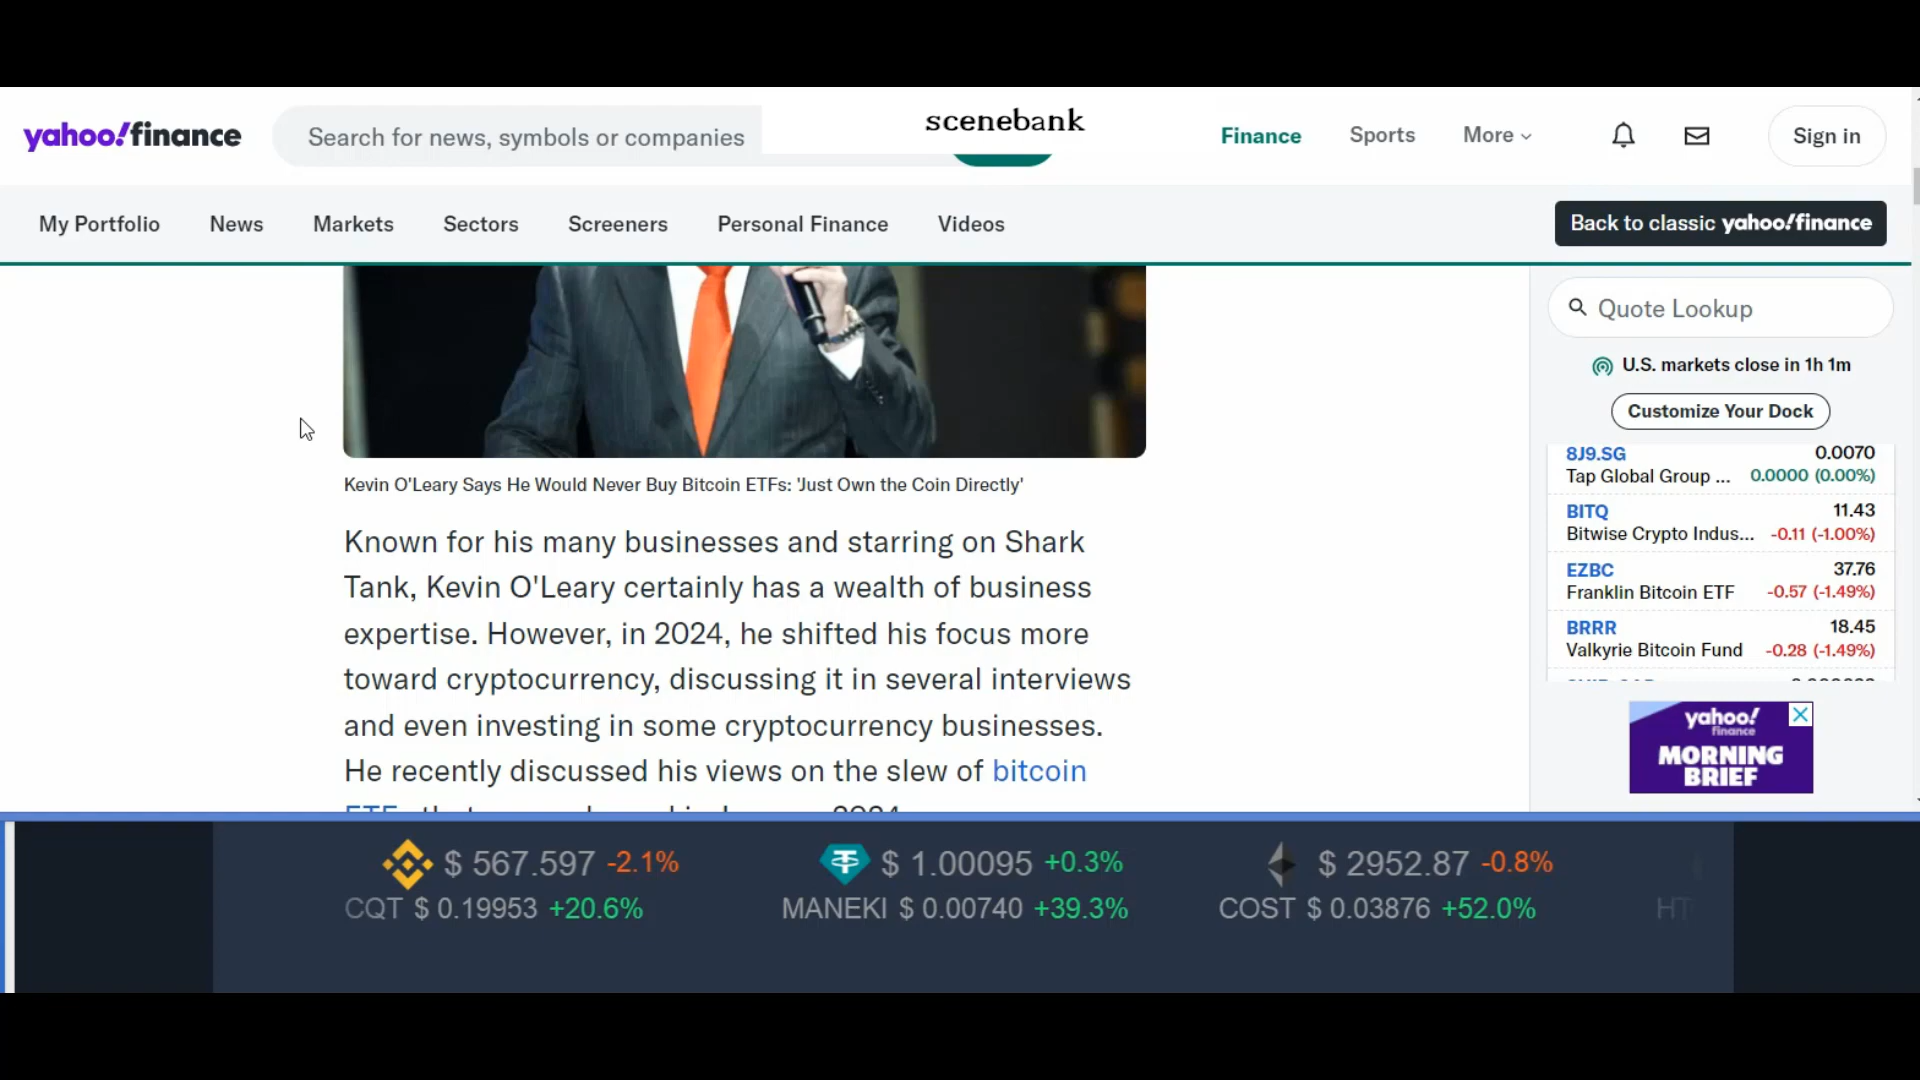 yahoo!finance
Search for news, symbols or companies
scenebank
Finance
Sports
More
Sign in
My Portfolio
News
Markets
Sectors
Screeners
Personal Finance
Videos
Back to classic yahoo!finance
Kevin O'Leary Says He Would Never Buy Bitcoin ETFs: 'Just Own the Coin Directly'
Known for his many businesses and starring on Shark
Tank, Kevin O'Leary certainly has a wealth of business
expertise. However, in 2024, he shifted his focus more
toward cryptocurrency, discussing it in several interviews
and even investing in some cryptocurrency businesses.
He recently discussed his views on the slew of bitcoin
Quote Lookup
U.S. markets close in 1h 1m
Customize Your Dock
8J9.SG 0.0070
Tap Global Group ... 0.0000 (0.00%)
BITQ 11.43
Bitwise Crypto Indus... -0.11 (-1.00%)
EZBC 37.76
Franklin Bitcoin ETF -0.57 (-1.49%)
BRRR 18.45
Valkyrie Bitcoin Fund -0.28 (-1.49%)
yahoo!
finance
MORNING
BRIEF
$ 567.597 -2.1% $ 1.00095 +0.3% $ 2952.87 -0.8%
CQT $ 0.19953 +20.6% MANEKI $ 0.00740 +39.3% COST $ 0.03876 +52.0%